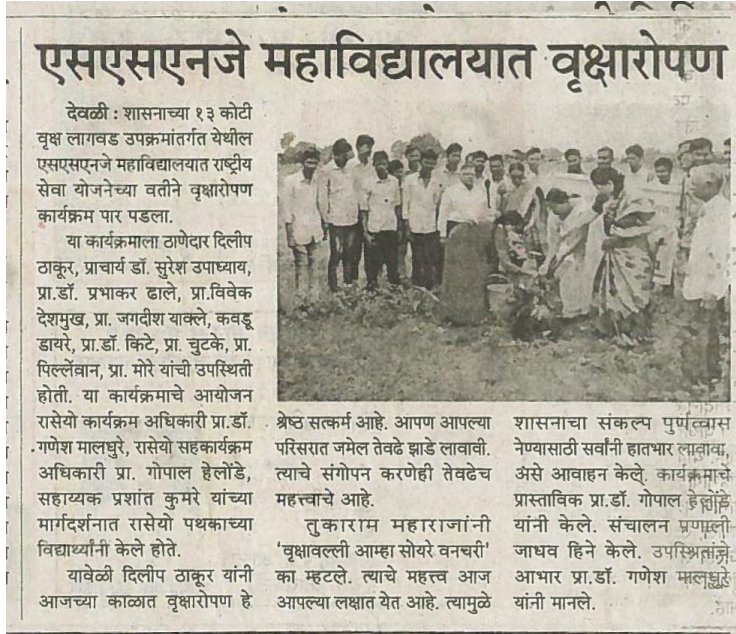 एसएसएनजे महाविद्यालयात वृक्षारोपण
देवळी : शासनाच्या १३ कोटी
वृक्ष लागवड उपक्रमांतर्गत येथील
एसएसएनजे महाविद्यालयात राष्ट्रीय
सेवा योजनेच्या वतीने वृक्षारोपण
कार्यक्रम पार पडला.
या कार्यक्रमाला ठाणेदार दिलीप
ठाकूर, प्राचार्य डॉ. सुरेश उपाध्याय,
प्रा.डॉ. प्रभाकर ढाले, प्रा.विवेक
देशमुख, प्रा. जगदीश याक्ले, कवडू
डायरे, प्रा.डॉ. किटे, प्रा. चुटके, प्रा.
पिल्लेंवान, प्रा. मोरे यांची उपस्थिती
होती. या कार्यक्रमाचे आयोजन
रासेयो कार्यक्रम अधिकारी प्रा.डॉ.
गणेश मालधुरे, रासेयो सहकार्यक्रम
अधिकारी प्रा. गोपाल हेलोंडे,
सहाय्यक प्रशांत कुमरे यांच्या
मार्गदर्शनात रासेयो पथकाच्या
विद्यार्थ्यांनी केले होते.
यावेळी दिलीप ठाकूर यांनी
आजच्या काळात वृक्षारोपण हे
श्रेष्ठ सत्कर्म आहे. आपण आपल्या
परिसरात जमेल तेवढे झाडे लावावी.
त्याचे संगोपन करणेही तेवढेच
महत्त्वाचे आहे.
तुकाराम महाराजांनी
'वृक्षावल्ली आम्हा सोयरे वनचरी'
का म्हटले. त्याचे महत्त्व आज
आपल्या लक्षात येत आहे. त्यामुळे
शासनाचा संकल्प पुर्णत्वास
नेण्यासाठी सर्वांनी हातभार लावावा,
असे आवाहन केले. कार्यक्रमाचे
प्रास्ताविक प्रा.डॉ. गोपाल हेलोंडे
यांनी केले. संचालन प्रणाली
जाधव हिने केले. उपस्थितांचे
आभार प्रा.डॉ. गणेश मालधुरे
यांनी मानले.